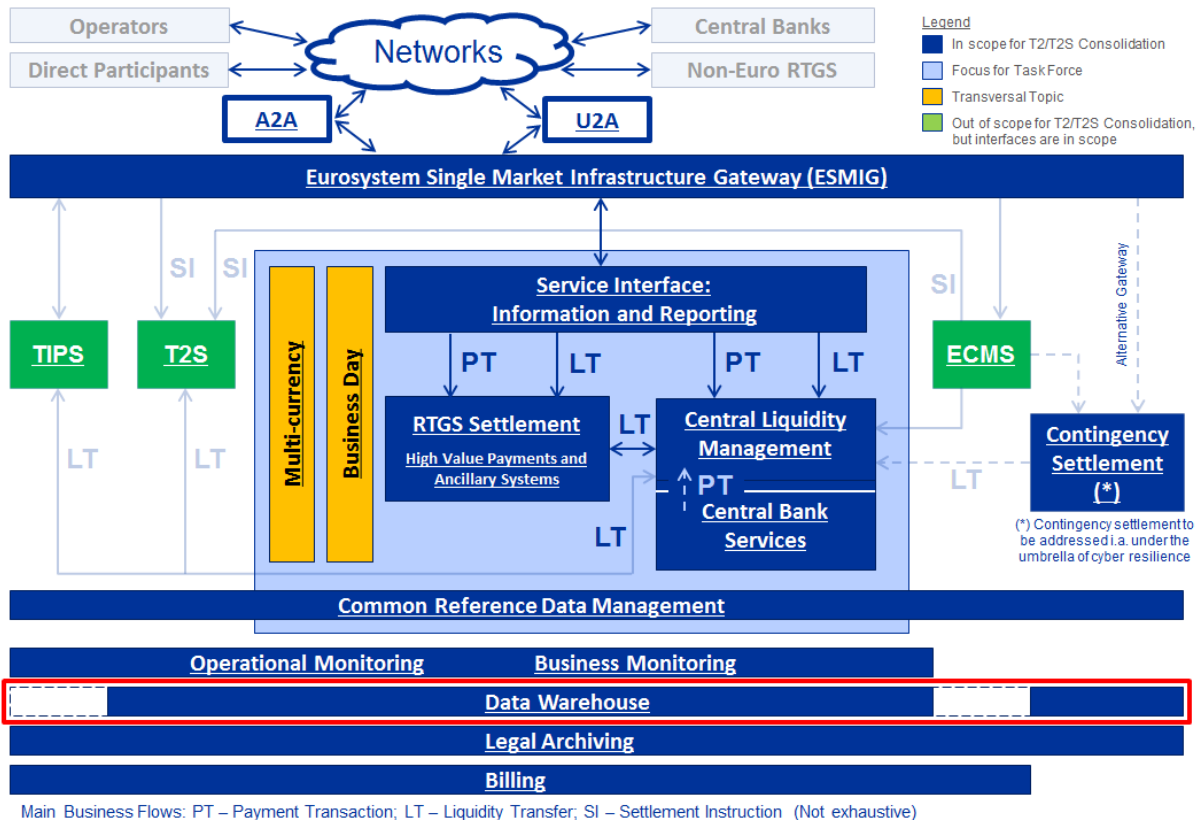 Operators
Direct Participants
Networks
Central Banks
Non-Euro RTGS
Legend
In scope for T2/T2S Consolidation
Focus for Task Force
Transversal Topic
Out of scope for T2/T2S Consolidation,
but interfaces are in scope
A2A
U2A
Eurosystem Single Market Infrastructure Gateway (ESMIG)
SI
SI
SI
Alternative Gateway
Service Interface:
Information and Reporting
TIPS
T2S
Multi-currency
Business Day
PT
LT
PT
LT
ECMS
RTGS Settlement
High Value Payments and
Ancillary Systems
LT
Central Liquidity
Management
PT
Central Bank
Services
LT
LT
LT
LT
Contingency
Settlement
(*)
(*) Contingency settlement to
be addressed i.a. under the
umbrella of cyber resilience
Common Reference Data Management
Operational Monitoring
Business Monitoring
Data Warehouse
Legal Archiving
Billing
Main Business Flows: PT – Payment Transaction; LT – Liquidity Transfer; SI – Settlement Instruction (Not exhaustive)